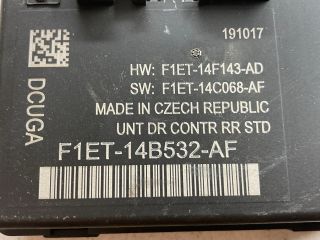 191017
HW: F1ET-14F143-AD
SW: F1ET-14C068-AF
MADE IN CZECH REPUBLIC
UNT DR CONTR RR STD
DCUGA
F1ET-14B532-AF